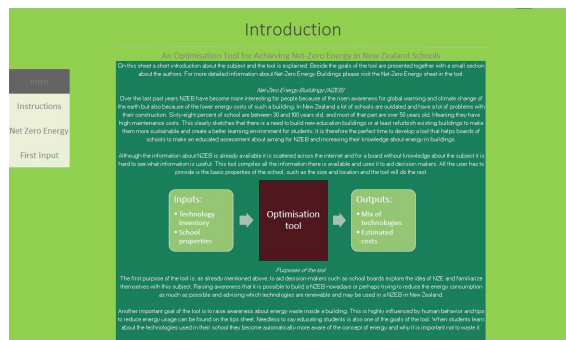 Introduction
An Optimisation Tool for Achieving Net-Zero Energy in New Zealand Schools
On this sheet a short introduction about the subject and the tool is explained. Beside the goals of the tool are presented together with a small section
about the authors. For more detailed information about Net-Zero Energy Buildings please visit the Net-Zero Energy sheet in the tool.
Intro
Instructions
Net Zero Energy
First Input
Net-Zero Energy Buildings (NZEB)
Over the last past years NZEB have become more interesting for people because of the risen awareness for global warming and climate change of
the earth but also because of the lower energy costs of such a building. In New Zealand a lot of schools are outdated and have a lot of problems with
their construction. Sixty-eight percent of school are between 30 and 100 years old, and most of that part are over 50 years old. Meaning they have
high maintenance costs. This clearly sketches that there is a need to build new education buildings or at least refurbish existing buildings to make
them more sustainable and create a better learning environment for students. It is therefore the perfect time to develop a tool that helps boards of
schools to make an educated assessment about aiming for NZEB and increasing their knowledge about energy in buildings.
Although the information about NZEB is already available it is scattered across the internet and for a board without knowledge about the subject it is
hard to see what information is useful. This tool compiles all the information there is available and uses it to aid decision makers. All the user has to
provide is the basic properties of the school, such as the size and location and the tool will do the rest.
Inputs:
• Technology
Inventory
• School
properties
Optimisation
tool
Outputs:
• Mix of
technologies
• Estimated
costs
Purposes of the tool
The first purpose of the tool is, as already mentioned above, to aid decision-makers such as school boards explore the idea of NZE and familiarize
themselves with this subject. Raising awareness that it is possible to build a NZEB nowadays or perhaps trying to reduce the energy consumption
as much as possible and advising which technologies are renewable and may be used in a NZEB in New Zealand.
Another important goal of the tool is to raise awareness about energy waste inside a building. This is highly influenced by human behavior and tips
to reduce energy usage can be found on the tips sheet. Needless to say educating students is also one of the goals of the tool. When students learn
about the technologies used in their school they become automatically more aware of the concept of energy and why it is important not to waste it.